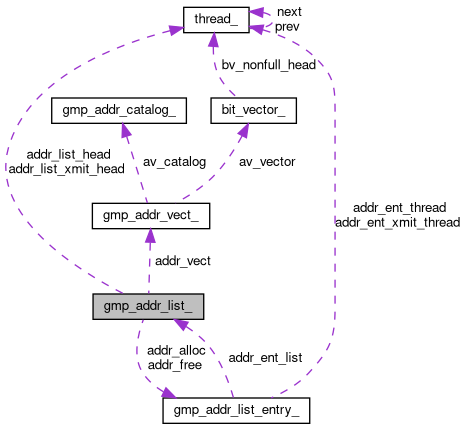 thread_
next
prev
bv_nonfull_head
gmp_addr_catalog_
bit_vector_
addr_list_head
addr_list_xmit_head
av_catalog
av_vector
gmp_addr_vect_
addr_ent_thread
addr_ent_xmit_thread
addr_vect
gmp_addr_list_
addr_alloc
addr_free
addr_ent_list
gmp_addr_list_entry_